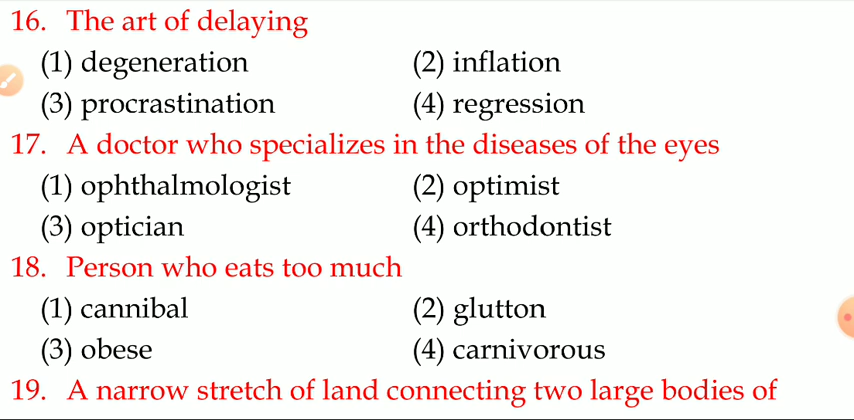 16. The art of delaying
(1) degeneration (2) inflation
(3) procrastination (4) regression
17. A doctor who specializes in the diseases of the eyes
(1) ophthalmologist (2) optimist
(3) optician (4) orthodontist
18. Person who eats too much
(1) cannibal (2) glutton
(3) obese (4) carnivorous
19. A narrow stretch of land connecting two large bodies of